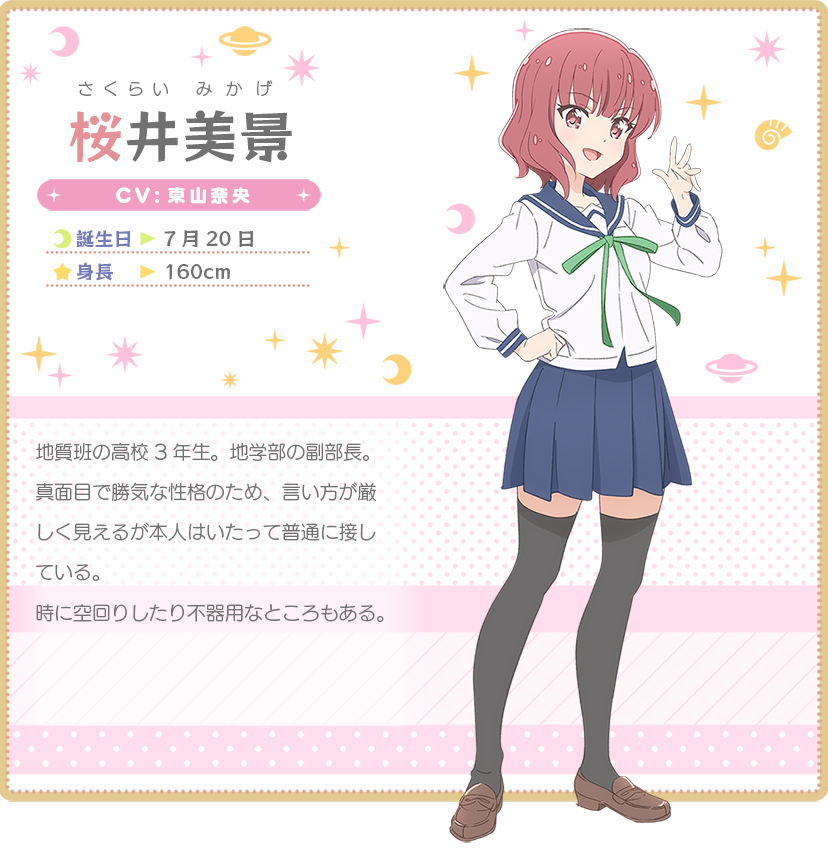 さくらい みかげ
桜井美景
CV: 東山奈央
誕生日 7月20日
身長 160cm
地質班の高校3年生。地学部の副部長。
真面目で勝気な性格のため、言い方が厳
しく見えるが本人はいたって普通に接し
ている。
時に空回りしたり不器用なところもある。